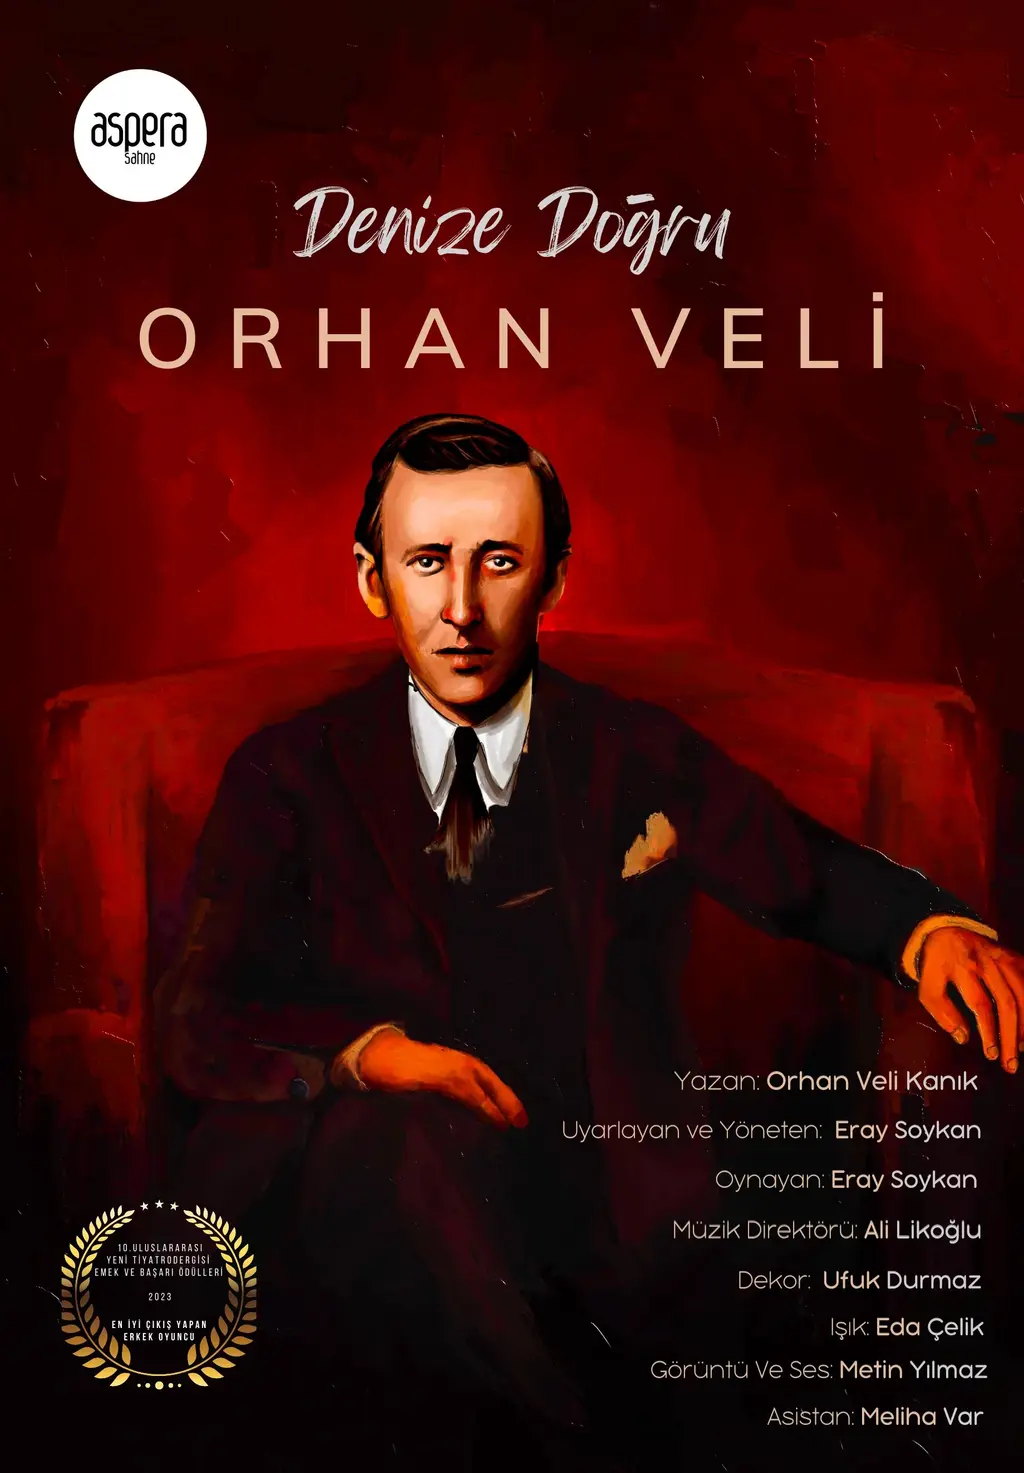 aspera
sahne
Denize Doğru
ORHAN VELİ
Yazan: Orhan Veli Kanık
Uyarlayan ve Yöneten: Eray Soykan
Oynayan: Eray Soykan
Müzik Direktörü: Ali Likoğlu
Dekor: Ufuk Durmaz
Işık: Eda Çelik
Görüntü Ve Ses: Metin Yılmaz
Asistan: Meliha Var
10.ULUSLARARASI
YENİ TİYATRODERGİSİ
EMEK VE BAŞARI ÖDÜLLERİ
2023
EN İYİ ÇIKIŞ YAPAN
ERKEK OYUNCU